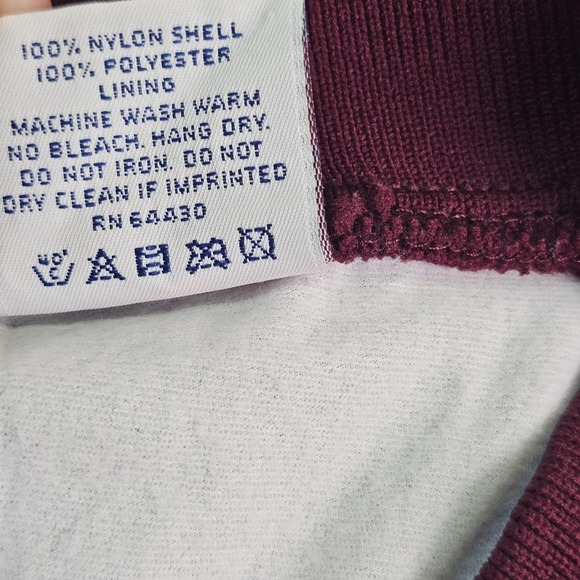 100% NYLON SHELL
100% POLYESTER
LINING
MACHINE WASH WARM
NO BLEACH. HANG DRY.
DO NOT IRON. DO NOT
DRY CLEAN IF IMPRINTED
RN 64430
40°
C